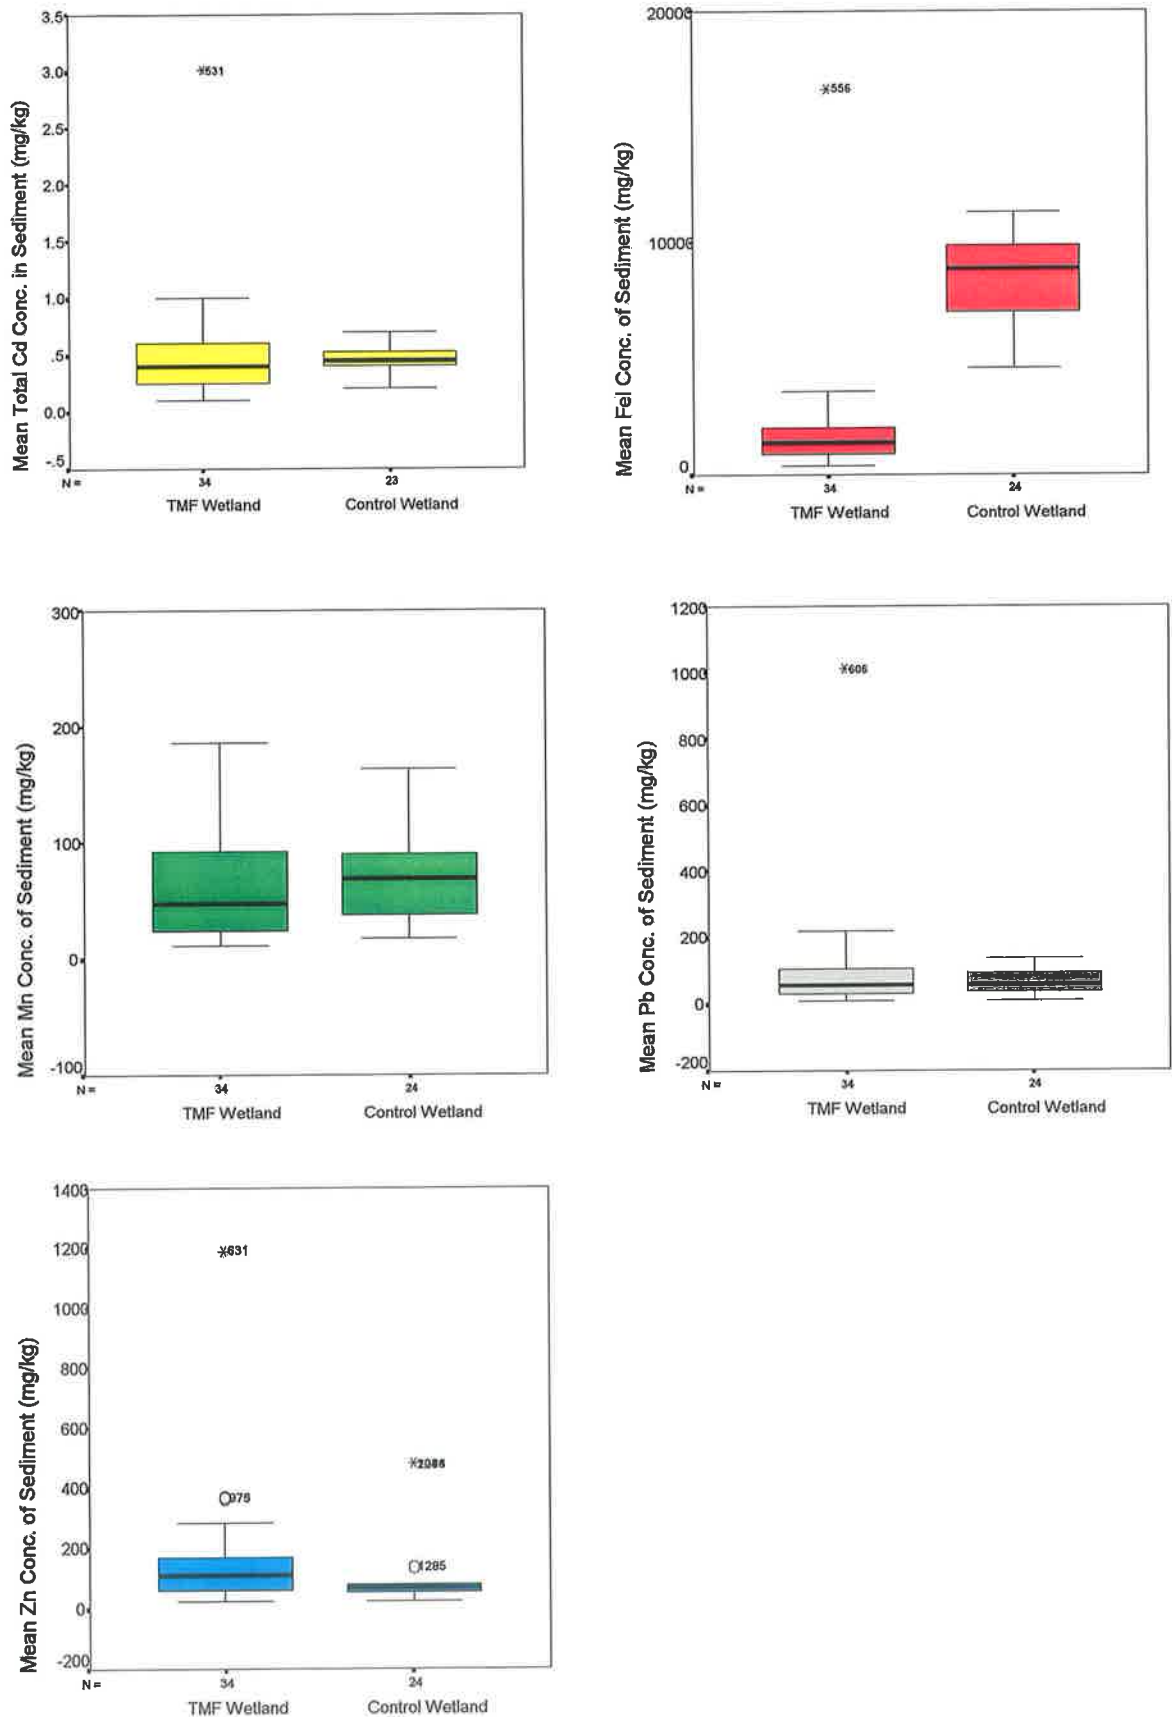 Mean Total Cd Conc. in Sediment (mg/kg)
3.5
3.0
2.5
2.0
1.5
1.0
.5
0.0
-.5
531
N =
34
23
TMF Wetland
Control Wetland
Mean Fel Conc. of Sediment (mg/kg)
20000
10000
0
556
N =
34
24
TMF Wetland
Control Wetland
Mean Mn Conc. of Sediment (mg/kg)
300
200
100
0
-100
N =
34
24
TMF Wetland
Control Wetland
Mean Pb Conc. of Sediment (mg/kg)
1200
1000
800
600
400
200
0
-200
606
N =
34
24
TMF Wetland
Control Wetland
Mean Zn Conc. of Sediment (mg/kg)
1400
1200
1000
800
600
400
200
0
-200
631
975
1285
N =
34
24
TMF Wetland
Control Wetland